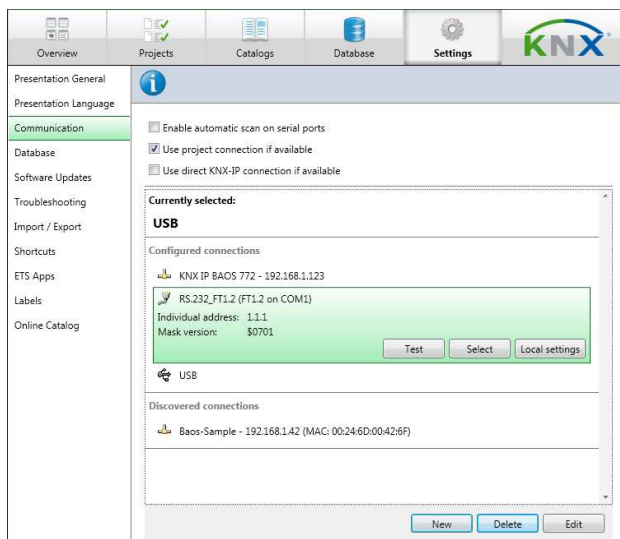 Overview
Projects
Catalogs
Database
Settings
KNX
Presentation General
Presentation Language
Communication
Database
Software Updates
Troubleshooting
Import / Export
Shortcuts
ETS Apps
Labels
Online Catalog
Enable automatic scan on serial ports
Use project connection if available
Use direct KNX-IP connection if available
Currently selected:
USB
Configured connections
KNX IP BAOS 772 - 192.168.1.123
RS.232_FT1.2 (FT1.2 on COM1)
Individual address: 1.1.1
Mask version: $0701
Test Select Local settings
USB
Discovered connections
Baos-Sample - 192.168.1.42 (MAC: 00:24:6D:00:42:6F)
New Delete Edit